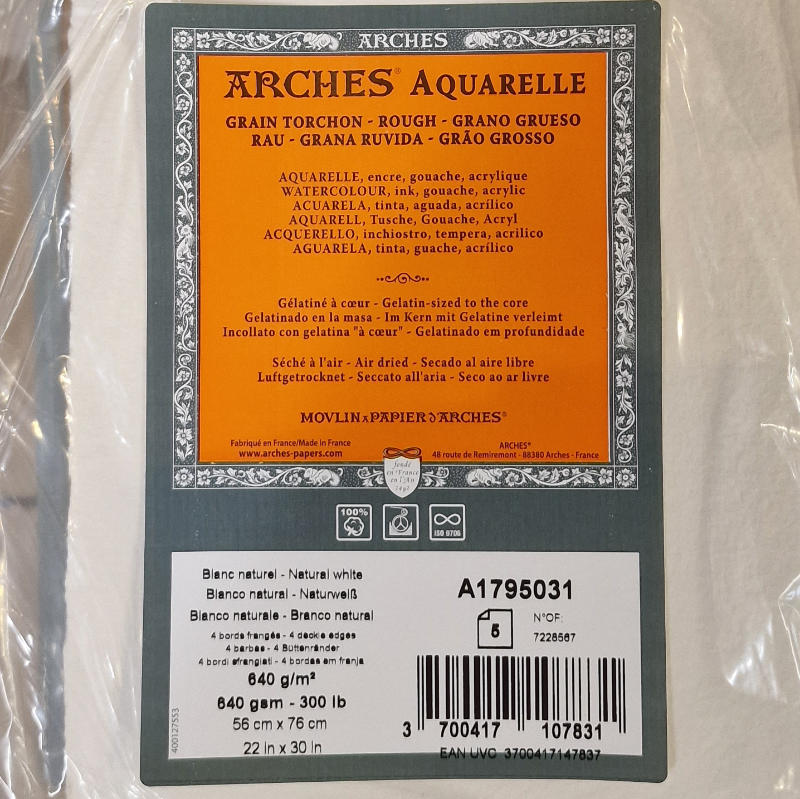 ARCHES
ARCHES® AQUARELLE
GRAIN TORCHON - ROUGH - GRANO GRUESO
RAU - GRANA RUVIDA - GRÃO GROSSO
AQUARELLE, encre, gouache, acrylique
WATERCOLOUR, ink, gouache, acrylic
ACUARELA, tinta, aguada, acrílico
AQUARELL, Tusche, Gouache, Acryl
ACQUERELLO, inchiostro, tempera, acrilico
AGUARELA, tinta, guache, acrílico
Gélatiné à cœur - Gelatin-sized to the core
Gelatinado en la masa - Im Kern mit Gelatine verleimt
Incollato con gelatina "à cœur" - Gelatinado em profundidade
Séché à l'air - Air dried - Secado al aire libre
Luftgetrocknet - Seccato all'aria - Seco ao ar livre
MOVLIN À PAPIER D'ARCHES®
Fabriqué en France/Made in France
www.arches-papers.com
ARCHES®
48 route de Remiremont - 88380 Arches - France
fondé
en France
en l'An
1492
100%
ISO 9706
Blanc naturel - Natural white
Blanco natural - Naturweiß
Blanco naturale - Branco natural
4 bords frangés - 4 deckle edges
4 barbas - 4 Büttenränder
4 bordi sfrangiati - 4 bordas em franja
640 g/m²
640 gsm - 300 lb
56 cm x 76 cm
22 in x 30 in
400127553
A1795031
5
N°OF:
7228567
3 700417 107831
EAN UVC 3700417147837